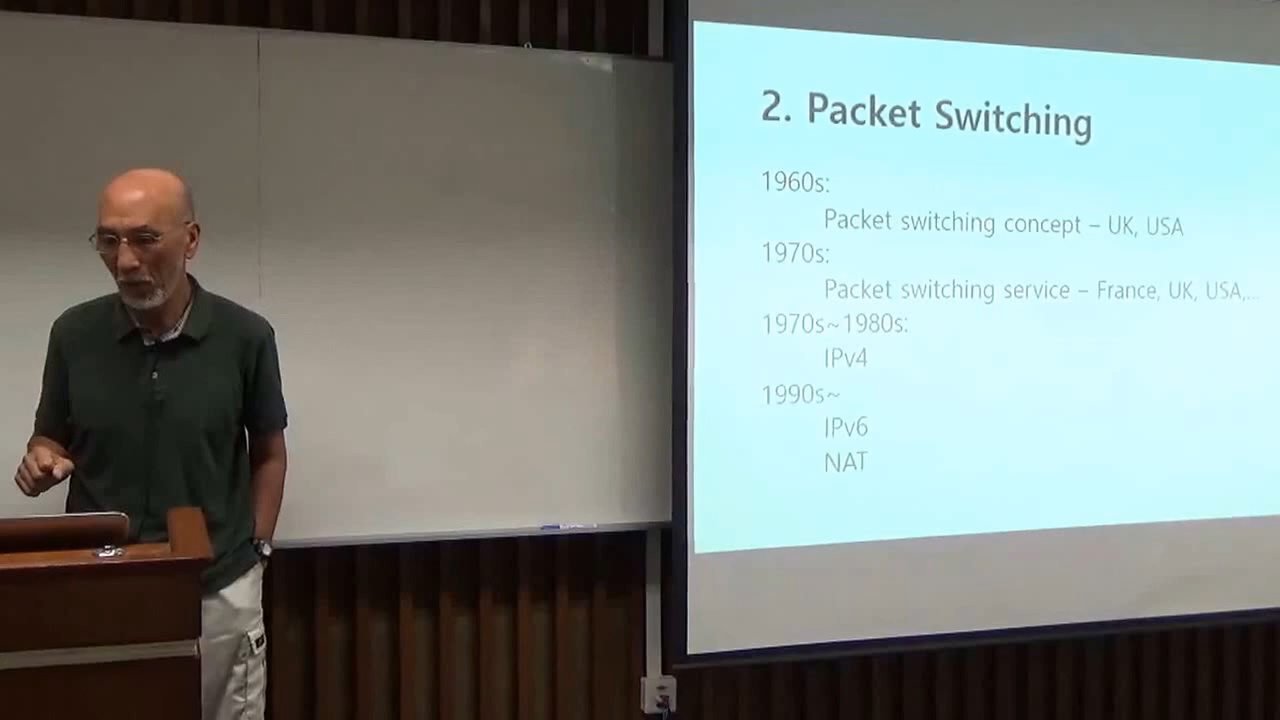 2. Packet Switching
1960s:
Packet switching concept – UK, USA
1970s:
Packet switching service – France, UK, USA,...
1970s~1980s:
IPv4
1990s~
IPv6
NAT